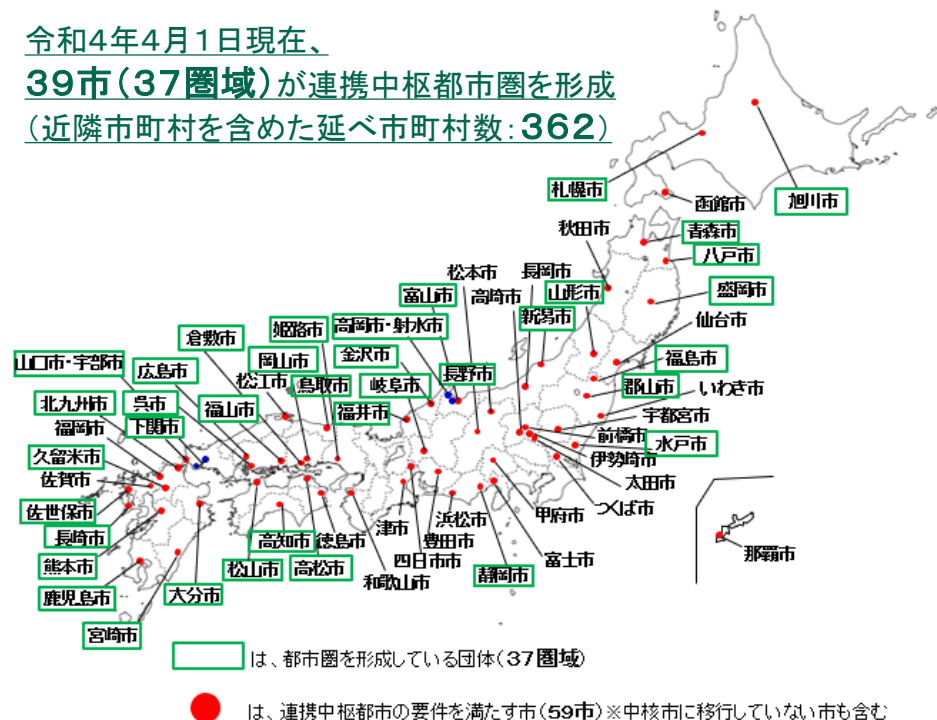 令和4年4月1日現在、
39市(37圏域)が連携中枢都市圏を形成
(近隣市町村を含めた延べ市町村数:362)
札幌市
函館市
旭川市
秋田市
青森市
八戸市
松本市
長岡市
富山市
高崎市
山形市
盛岡市
姫路市
高岡市・射水市
新潟市
仙台市
倉敷市
山口市・宇部市
広島市
岡山市
金沢市
福島市
松江市
鳥取市
岐阜市
長野市
郡山市
いわき市
北九州市
呉市
福山市
福井市
宇都宮市
福岡市
下関市
前橋市
水戸市
久留米市
伊勢崎市
佐賀市
太田市
佐世保市
つくば市
長崎市
高知市
徳島市
津市
浜松市
甲府市
豊田市
熊本市
松山市
高松市
四日市市
富士市
那覇市
和歌山市
静岡市
鹿児島市
大分市
宮崎市
は、都市圏を形成している団体(37圏域)
は、連携中枢都市の要件を満たす市(59市)※中核市に移行していない市も含む